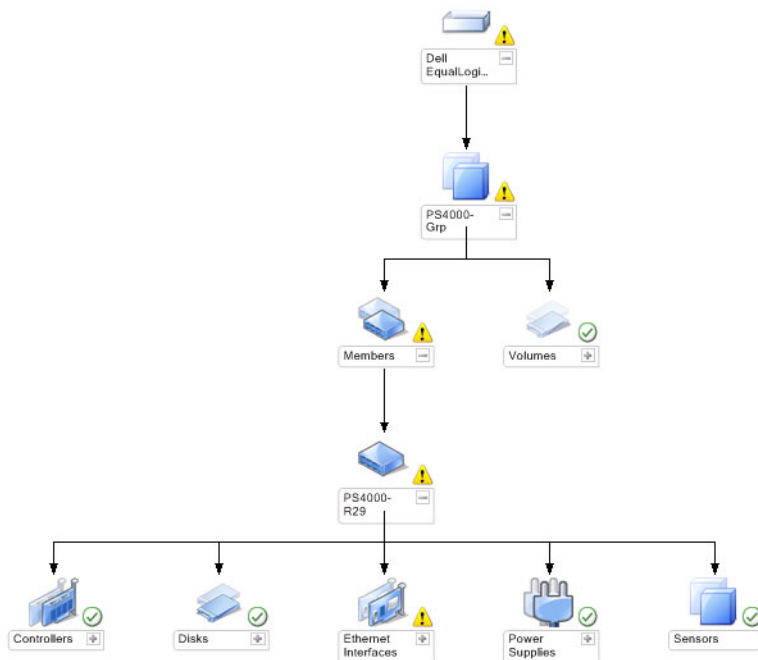 Dell
EqualLogi...
PS4000-
Grp
Members
Volumes
PS4000-
R29
Controllers
Disks
Ethernet
Interfaces
Power
Supplies
Sensors